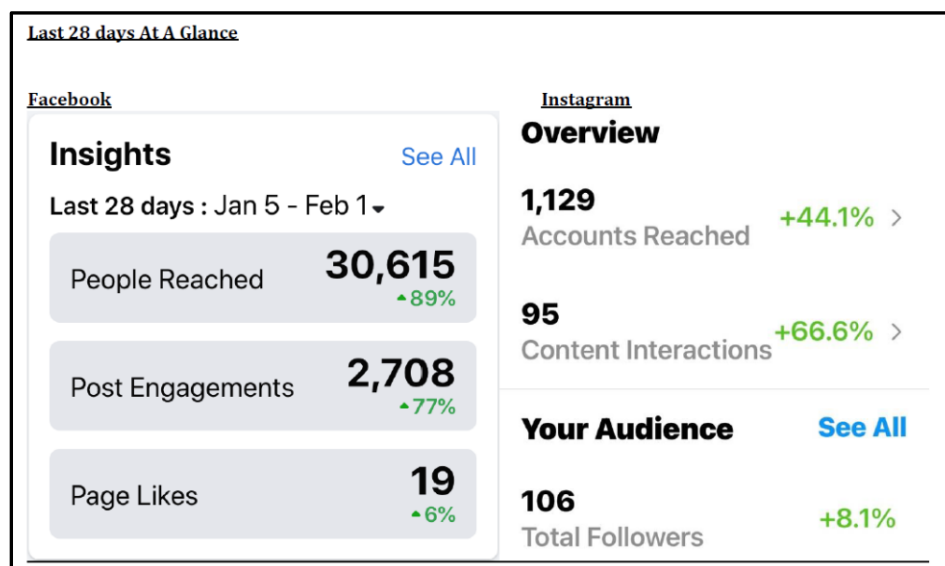 Last 28 days At A Glance
Facebook
Insights
See All
Last 28 days : Jan 5 - Feb 1
People Reached
30,615
89%
Post Engagements
2,708
77%
Page Likes
19
6%
Instagram
Overview
1,129
Accounts Reached
+44.1%
95
Content Interactions
+66.6%
Your Audience
See All
106
Total Followers
+8.1%